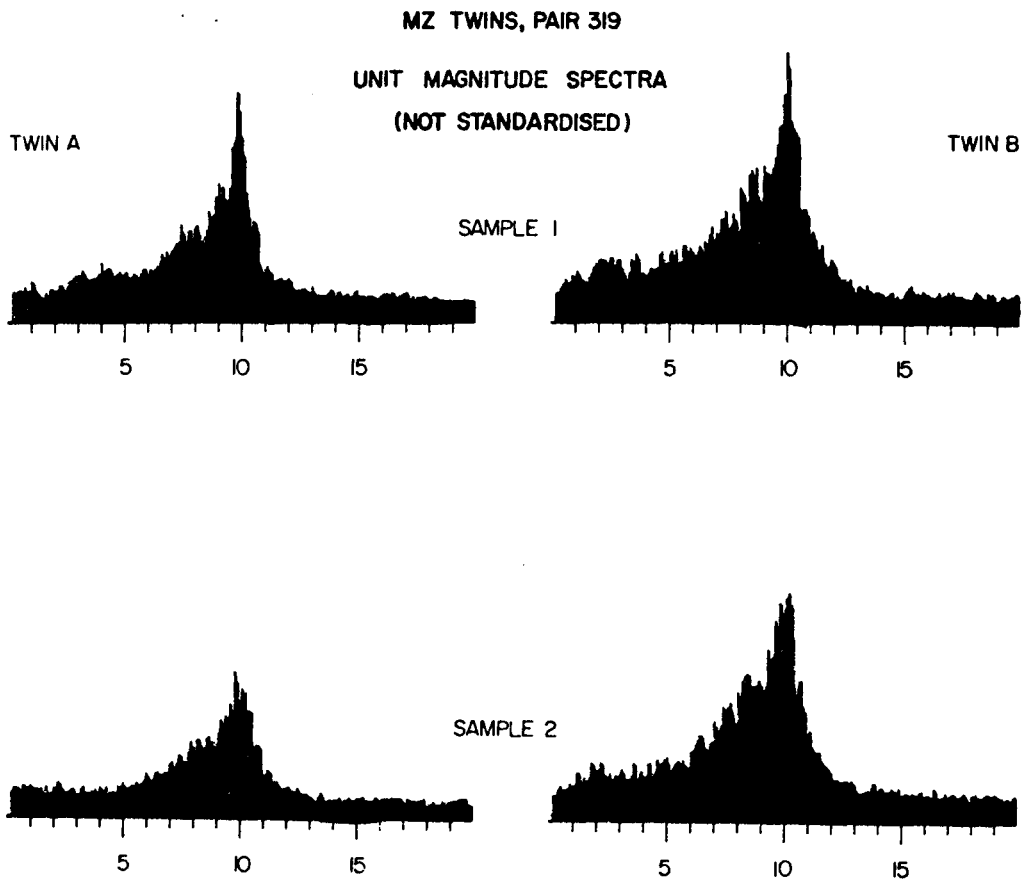 MZ TWINS, PAIR 319
UNIT MAGNITUDE SPECTRA
(NOT STANDARDISED)
TWIN A
TWIN B
SAMPLE 1
5 10 15
5 10 15
SAMPLE 2
5 10 15
5 10 15